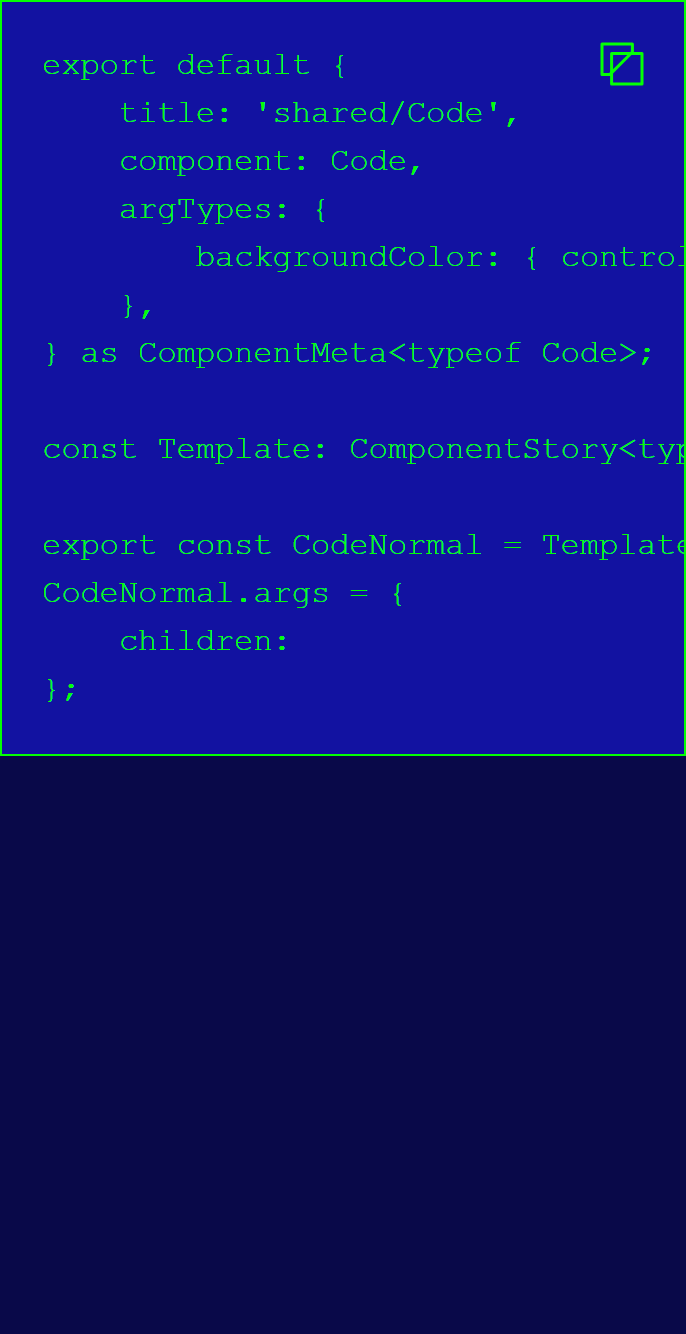 export default {
    title: 'shared/Code',
    component: Code,
    argTypes: {
        backgroundColor: { control
    },
} as ComponentMeta<typeof Code>;
const Template: ComponentStory<typ
export const CodeNormal = Template
CodeNormal.args = {
    children:
};